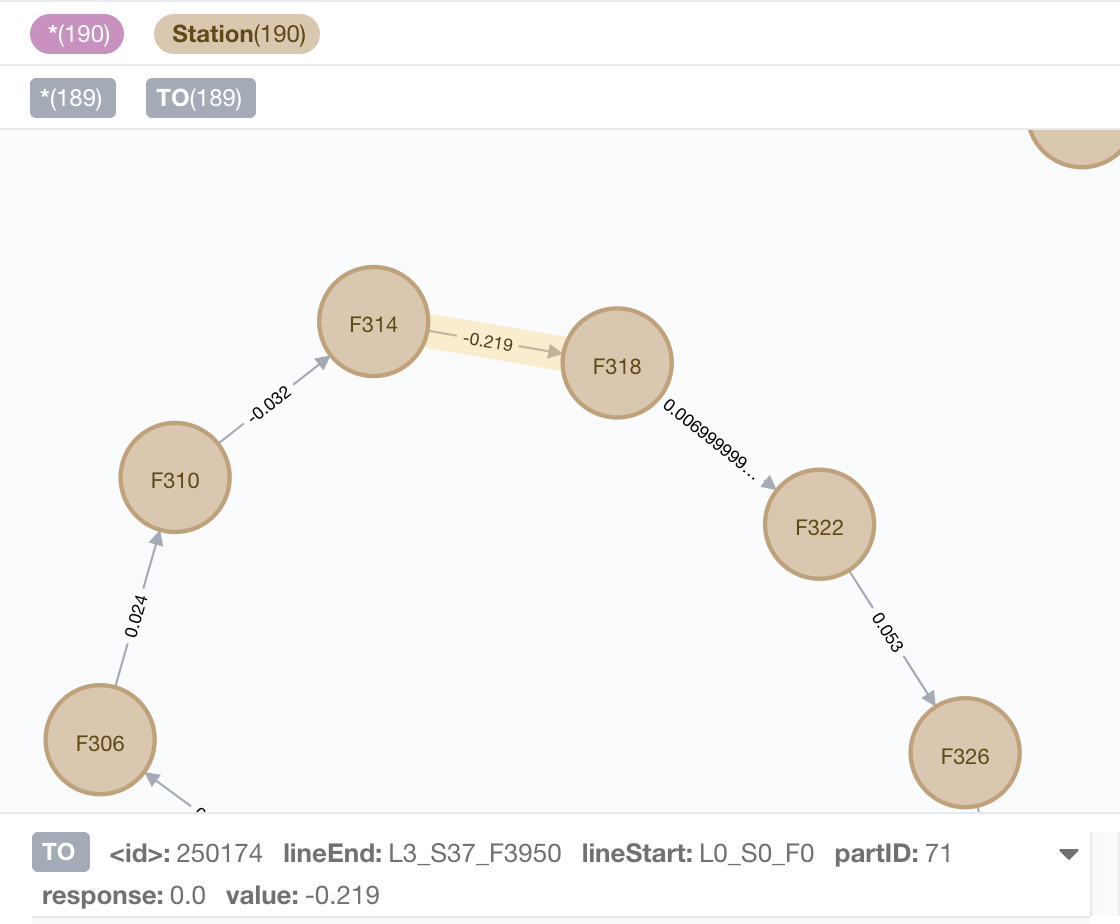 *(190) Station(190)
*(189) TO(189)
F314
-0.219
F318
-0.032
0.006999999...
F310
F322
0.024
0.053
F306
F326
TO <id>: 250174 lineEnd: L3_S37_F3950 lineStart: L0_S0_F0 partID: 71
response: 0.0 value: -0.219